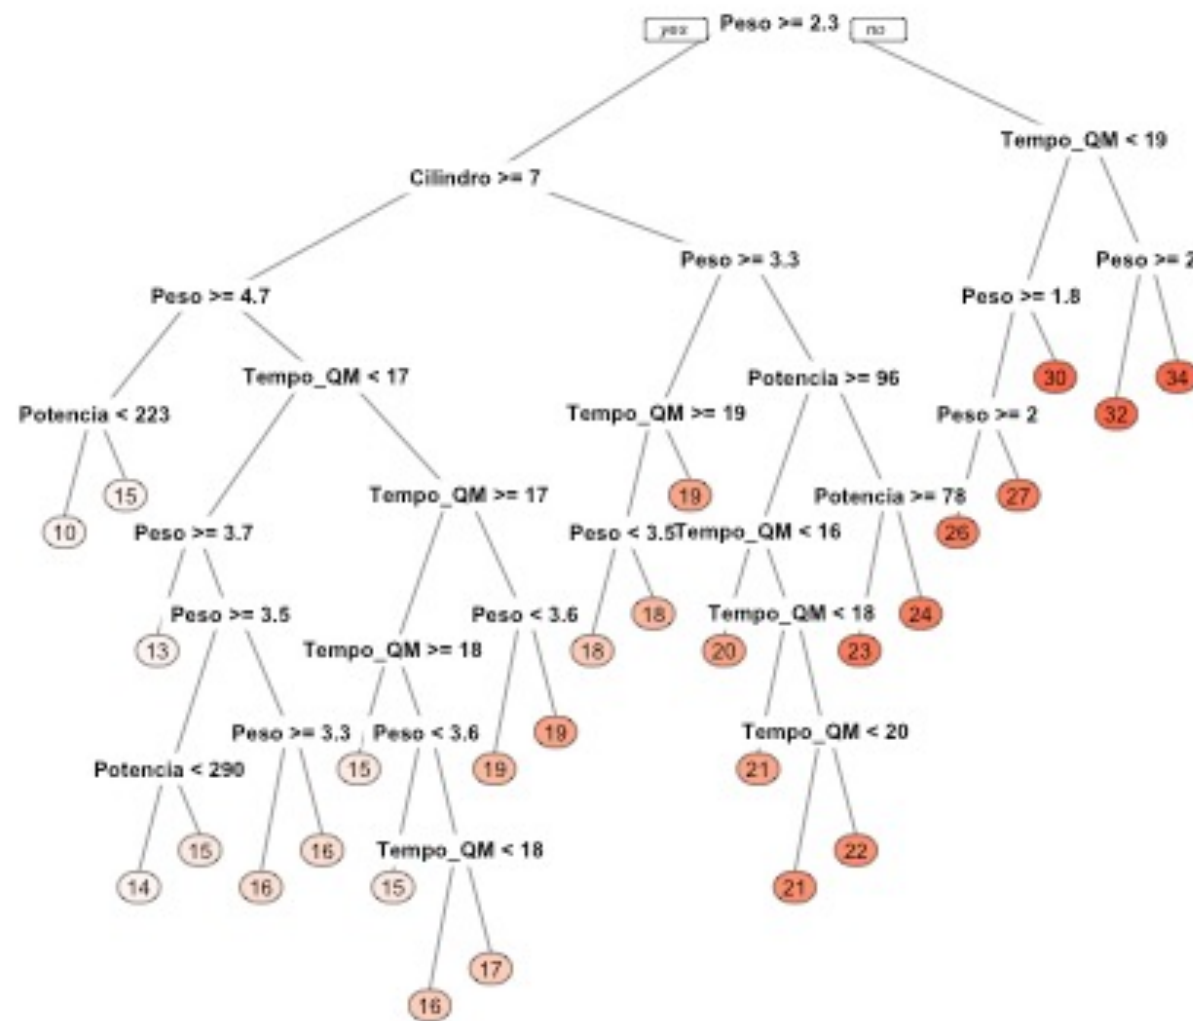 yes Peso >= 2.3 no
Tempo_QM < 19
Cilindro >= 7
Peso >= 3.3 Peso >= 2
Peso >= 4.7 Peso >= 1.8
Tempo_QM < 17 Potencia >= 96 30 34
Potencia < 223 Tempo_QM >= 19 Peso >= 2 32
15 Tempo_QM >= 17 19 Potencia >= 78 27
10 Peso >= 3.7 Peso < 3.5 Tempo_QM < 16 26
Peso >= 3.5 Peso < 3.6 18 Tempo_QM < 18 24
13 Tempo_QM >= 18 18 20 23
Peso >= 3.3 Peso < 3.6 19 Tempo_QM < 20
Potencia < 290 15 19 21
15 16 Tempo_QM < 18 22
14 16 15 21
17
16